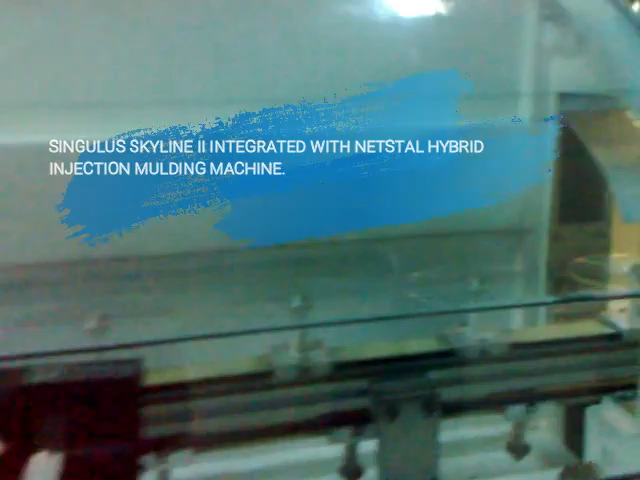 SINGULUS SKYLINE II INTEGRATED WITH NETSTAL HYBRID
INJECTION MULDING MACHINE.